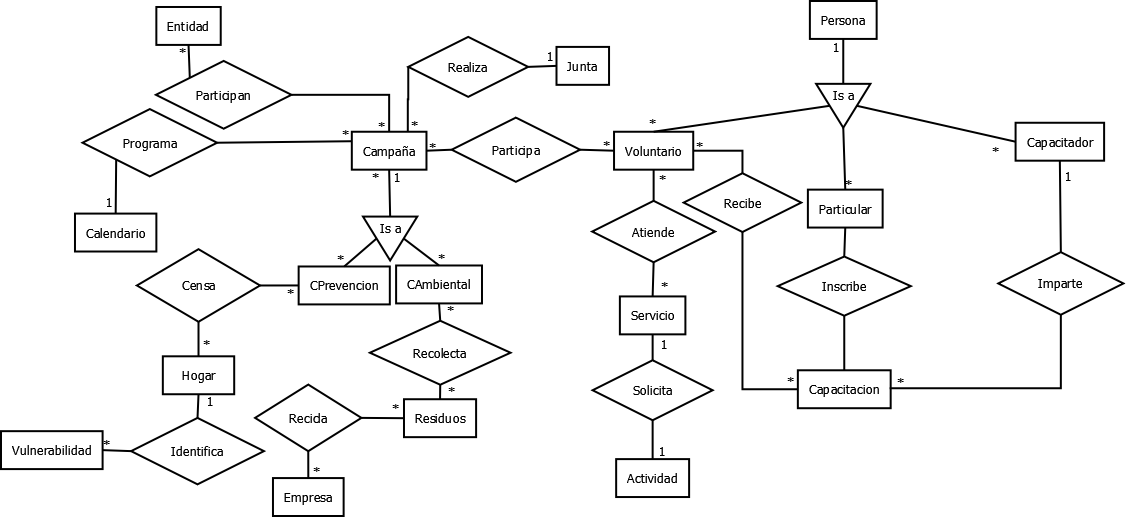 Entidad
*
Participan
*
Realiza
*
1
Junta
Persona
1
Is a
*
*
*
Programa
*
1
Calendario
Campaña
*
*
1
Participa
*
Voluntario
*
*
Capacitador
1
Particular
Recibe
*
Atiende
*
Inscribe
Imparte
*
Is a
*
*
Censa
*
*
CPrevencion
CAmbiental
*
Servicio
1
Recolecta
*
Hogar
1
Solicita
1
Capacitacion
Recida
*
*
Residuos
Vulnerabilidad
*
Identifica
Empresa
Actividad